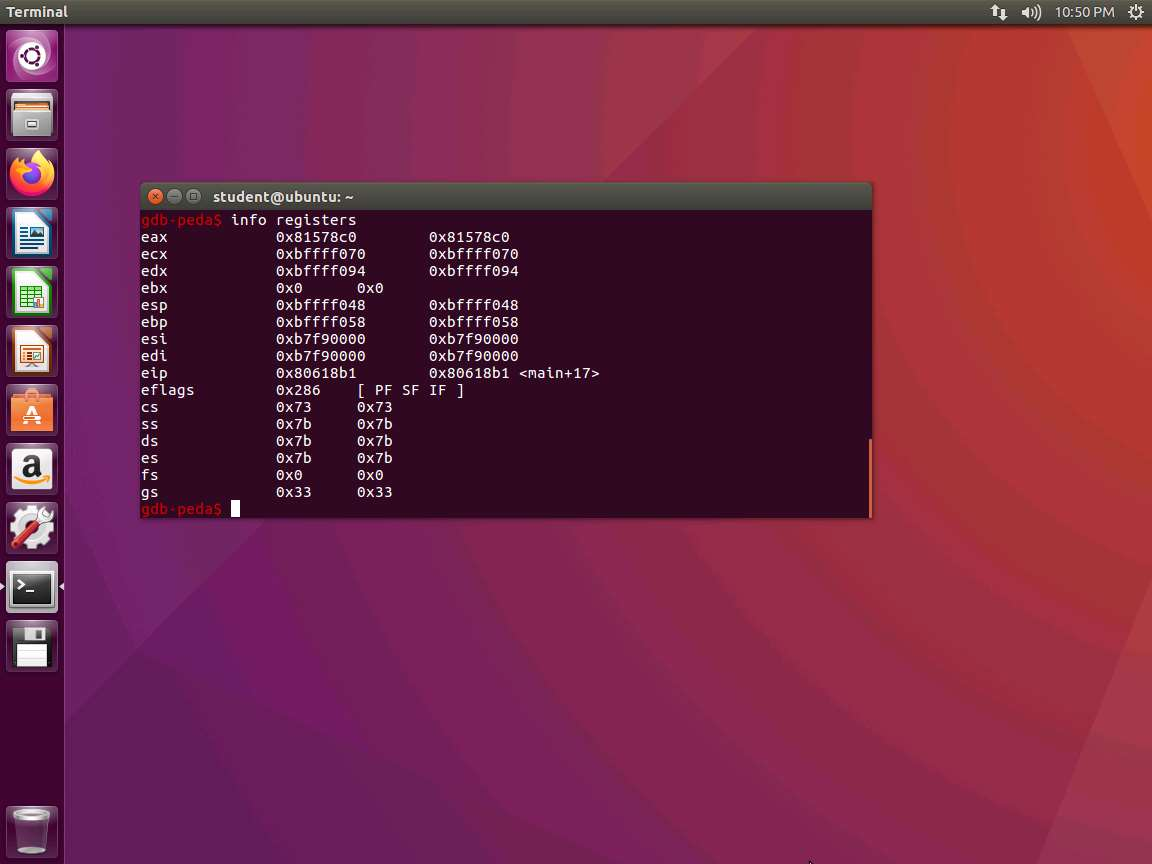 Terminal
10:50 PM
student@ubuntu: ~
gdb-peda$ info registers
eax 0x81578c0 0x81578c0
ecx 0xbffff070 0xbffff070
edx 0xbffff094 0xbffff094
ebx 0x0 0x0
esp 0xbffff048 0xbffff048
ebp 0xbffff058 0xbffff058
esi 0xb7f90000 0xb7f90000
edi 0xb7f90000 0xb7f90000
eip 0x80618b1 0x80618b1 <main+17>
eflags 0x286 [ PF SF IF ]
cs 0x73 0x73
ss 0x7b 0x7b
ds 0x7b 0x7b
es 0x7b 0x7b
fs 0x0 0x0
gs 0x33 0x33
gdb-peda$